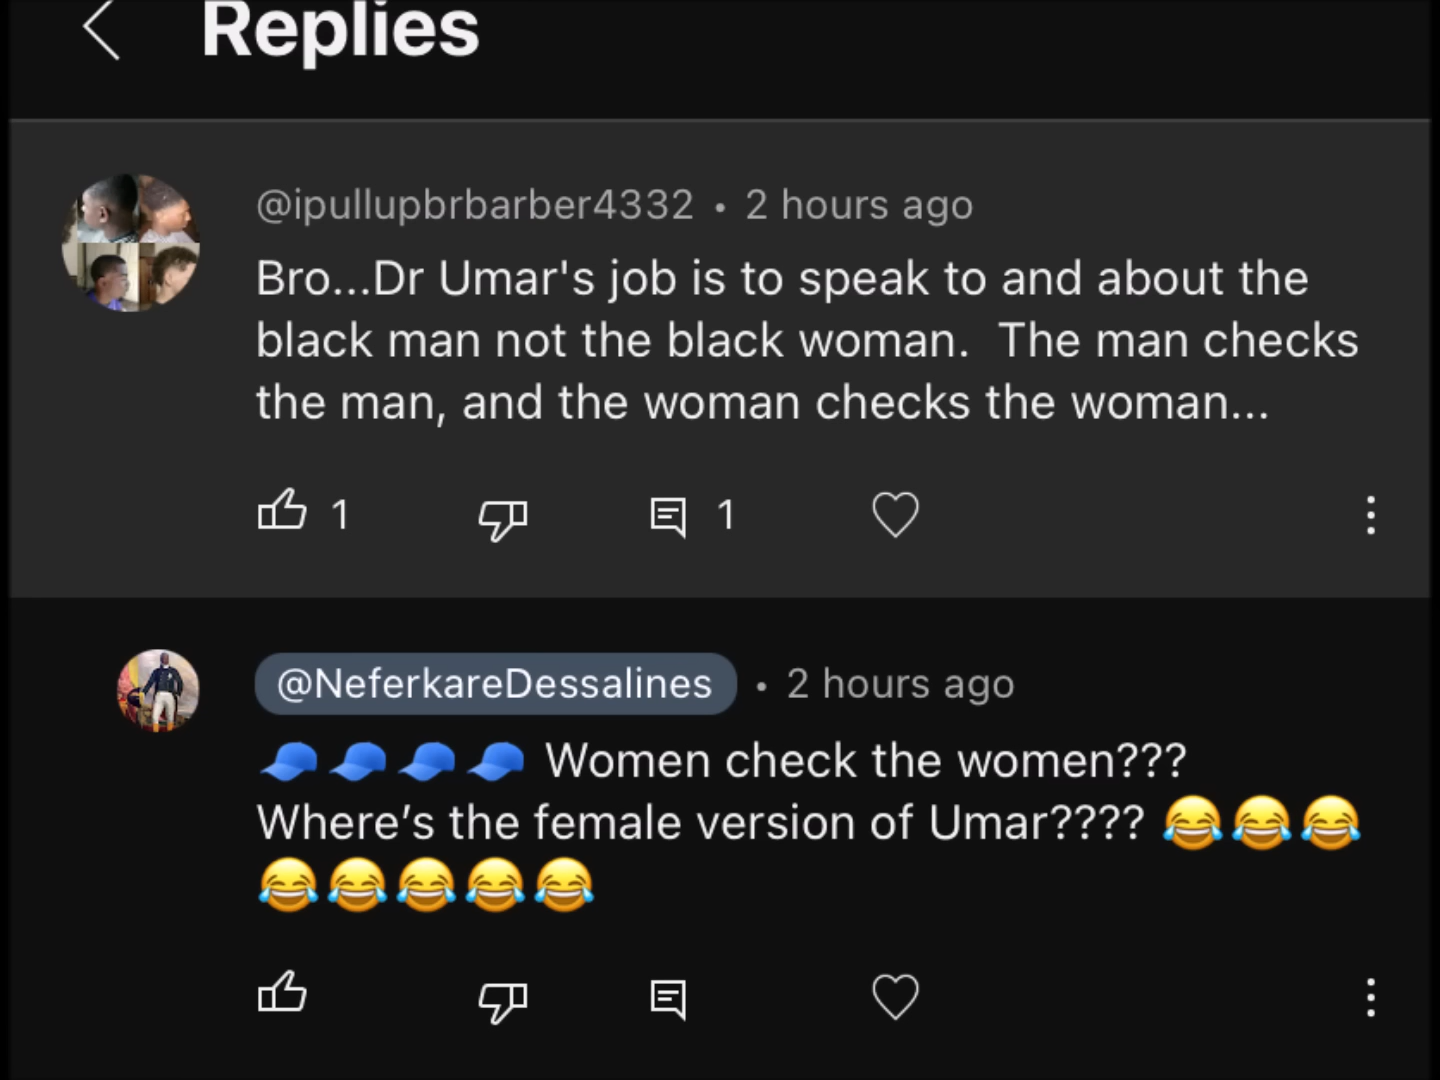 Replies
@ipullupbrbarber4332 • 2 hours ago
Bro...Dr Umar's job is to speak to and about the
black man not the black woman.  The man checks
the man, and the woman checks the woman...
1
1
@NeferkareDessalines • 2 hours ago
🧢🧢🧢🧢 Women check the women???
Where’s the female version of Umar???? 😂😂😂
😂😂😂😂😂